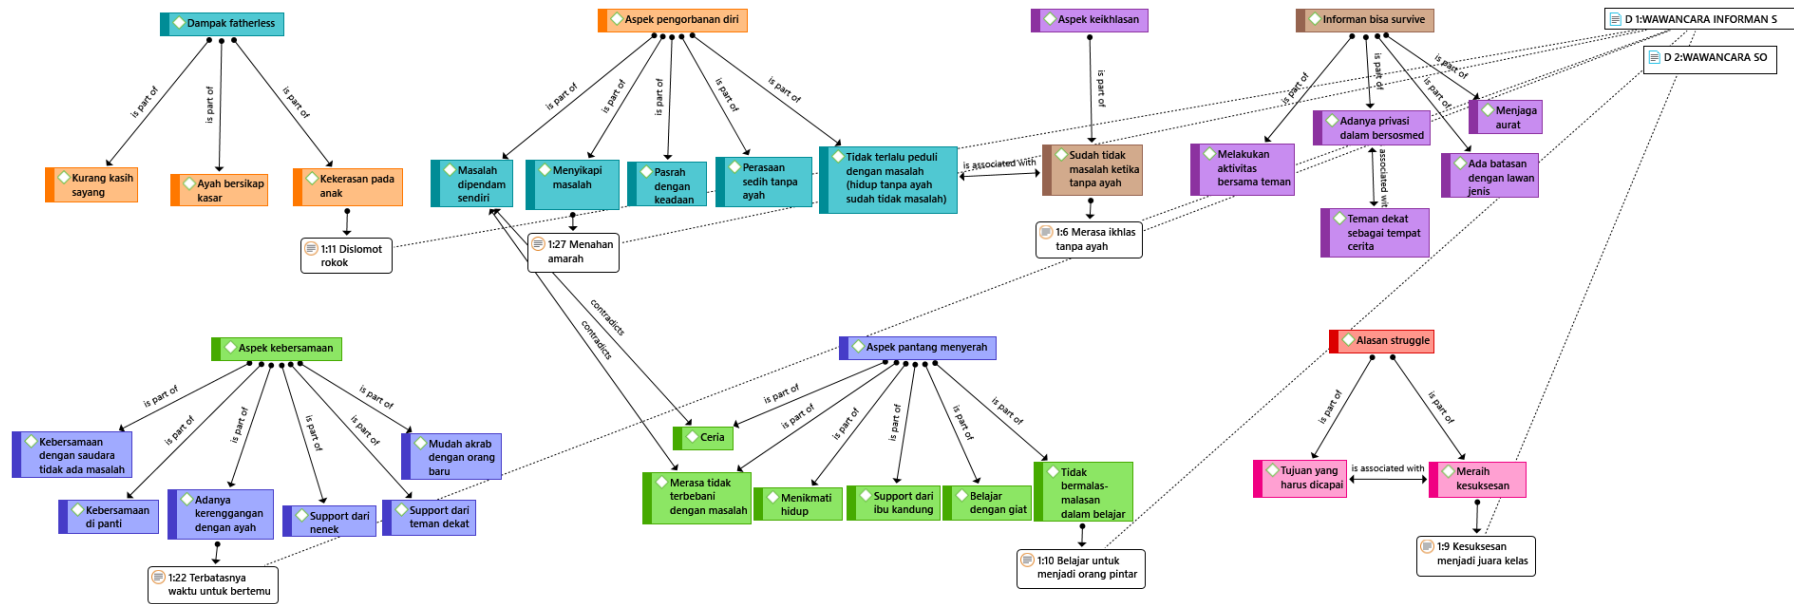 Dampak fatherless
Aspek pengorbanan diri
Aspek keikhlasan
Informan bisa survive
D 1:WAWANCARA INFORMAN S
D 2:WAWANCARA SO
is part of
is part of
is part of
is part of
is part of
is part of
is part of
is part of
is part of
is part of
is part of
is part of
is part of
Kurang kasih
sayang
Ayah bersikap
kasar
Kekerasan pada
anak
Masalah
dipendam
sendiri
Menyikapi
masalah
Pasrah
dengan
keadaan
Perasaan
sedih tanpa
ayah
Tidak terlalu peduli
dengan masalah
(hidup tanpa ayah
sudah tidak masalah)
is associated with
Sudah tidak
masalah ketika
tanpa ayah
Melakukan
aktivitas
bersama teman
Adanya privasi
dalam bersosmed
Menjaga
aurat
Ada batasan
dengan lawan
jenis
associated wit
Teman dekat
sebagai tempat
cerita
1:11 Dislomot
rokok
1:27 Menahan
amarah
1:6 Merasa ikhlas
tanpa ayah
contradicts
contradicts
Aspek kebersamaan
Aspek pantang menyerah
Alasan struggle
is part of
is part of
is part of
is part of
is part of
is part of
is part of
is part of
is part of
is part of
is part of
is part of
is part of
is part of
Kebersamaan
dengan saudara
tidak ada masalah
Kebersamaan
di panti
Adanya
kerenggangan
dengan ayah
Support dari
nenek
Support dari
teman dekat
Mudah akrab
dengan orang
baru
Ceria
Merasa tidak
terbebani
dengan masalah
Menikmati
hidup
Support dari
ibu kandung
Belajar
dengan giat
Tidak
bermalas-
malasan
dalam belajar
Tujuan yang
harus dicapai
is associated with
Meraih
kesuksesan
1:22 Terbatasnya
waktu untuk bertemu
1:10 Belajar untuk
menjadi orang pintar
1:9 Kesuksesan
menjadi juara kelas